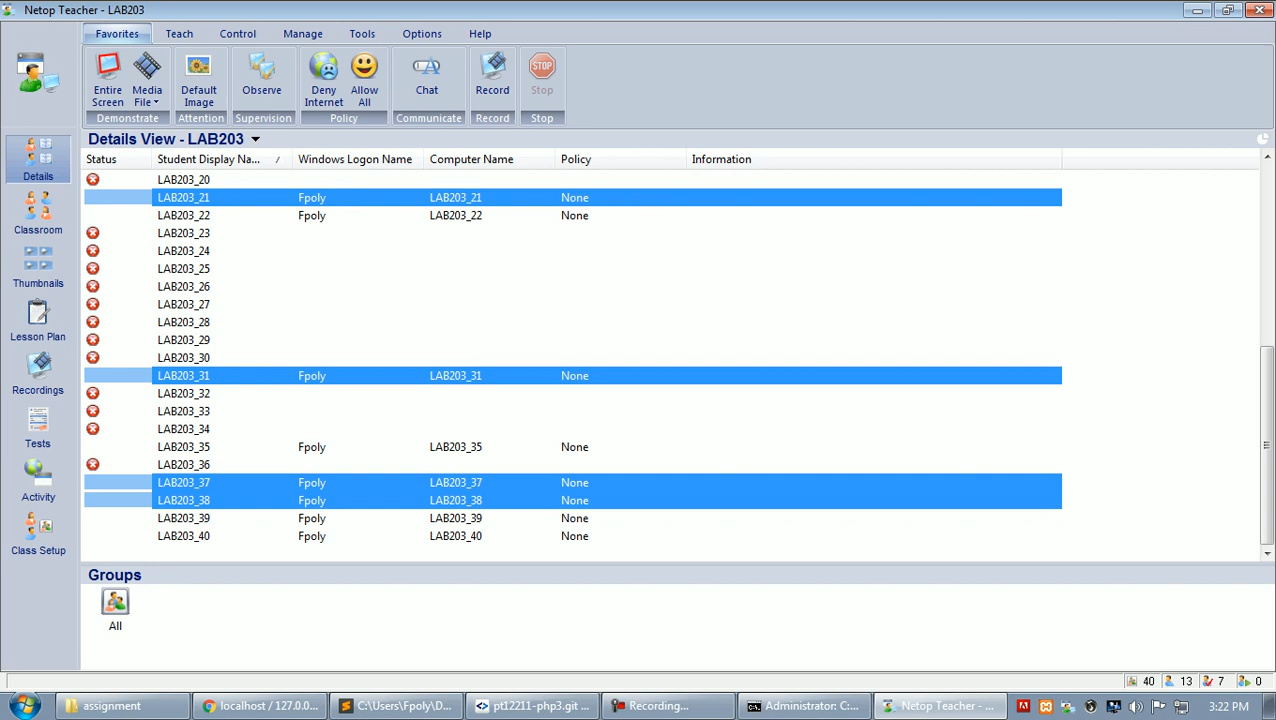 Netop Teacher - LAB203
Favorites Teach Control Manage Tools Options Help
Entire Screen Media File Default Image Observe Deny Internet Allow All Chat Record Stop
Demonstrate Attention Supervision Policy Communicate Record Stop
Details View - LAB203
Status Student Display Na... Windows Logon Name Computer Name Policy Information
LAB203_20
LAB203_21 Fpoly LAB203_21 None
LAB203_22 Fpoly LAB203_22 None
LAB203_23
LAB203_24
LAB203_25
LAB203_26
LAB203_27
LAB203_28
LAB203_29
LAB203_30
LAB203_31 Fpoly LAB203_31 None
LAB203_32
LAB203_33
LAB203_34
LAB203_35 Fpoly LAB203_35 None
LAB203_36
LAB203_37 Fpoly LAB203_37 None
LAB203_38 Fpoly LAB203_38 None
LAB203_39 Fpoly LAB203_39 None
LAB203_40 Fpoly LAB203_40 None
Details
Classroom
Thumbnails
Lesson Plan
Recordings
Tests
Activity
Class Setup
Groups
All
40 13 7 0
assignment localhost / 127.0.0... C:\Users\Fpoly\D... pt12211-php3.git ... Recording... Administrator: C:... Netop Teacher - ... 3:22 PM